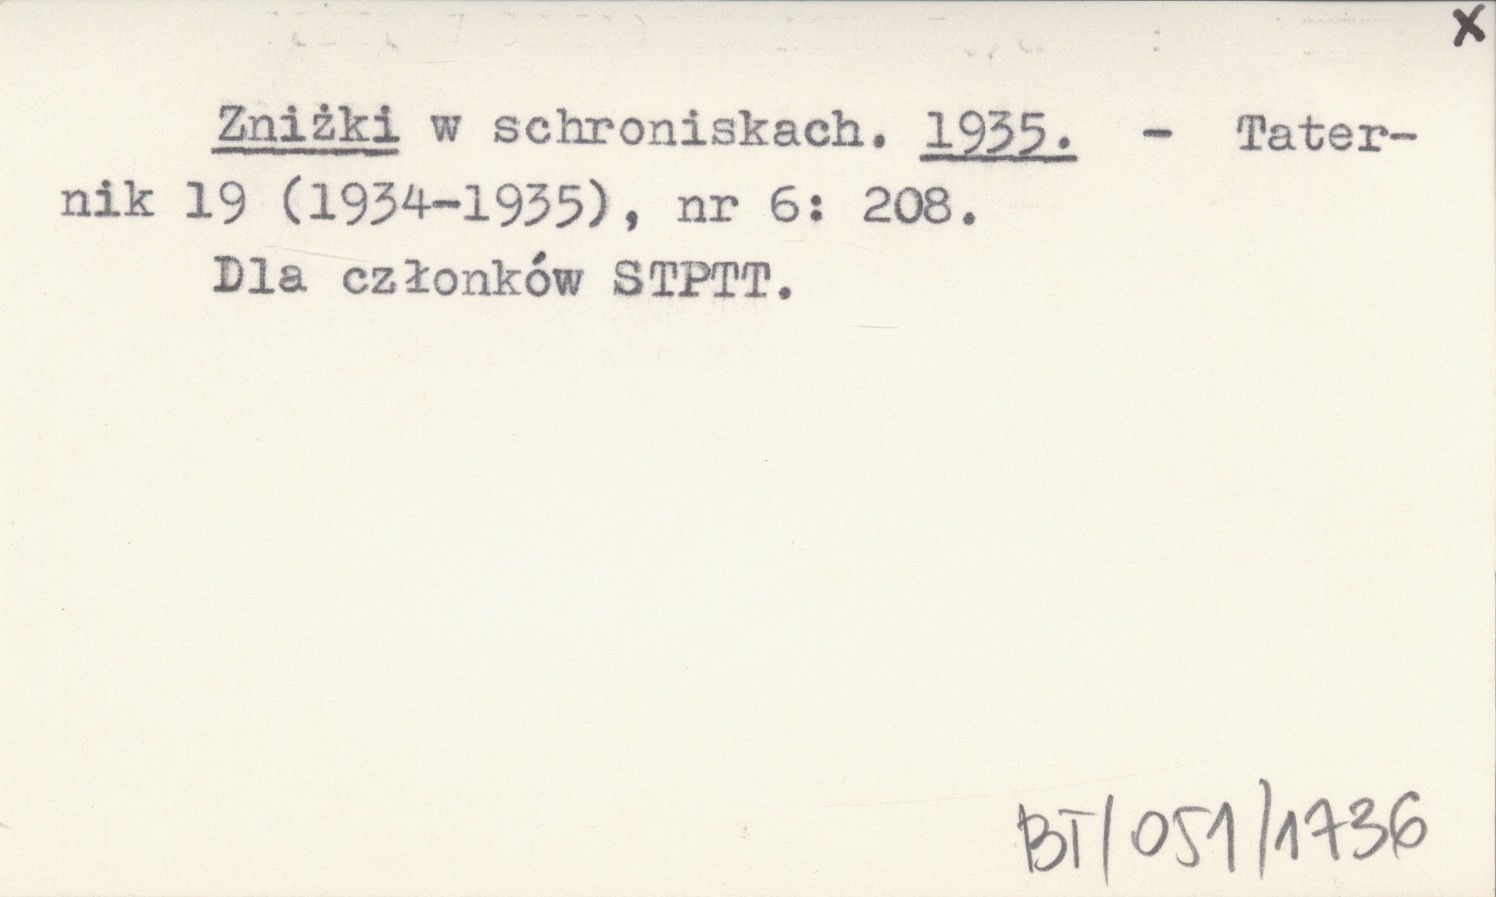 x
Zniżki w schroniskach. 1935. - Tater-
nik 19 (1934-1935), nr 6: 208.
Dla członków STPTT.
BT/051/1736